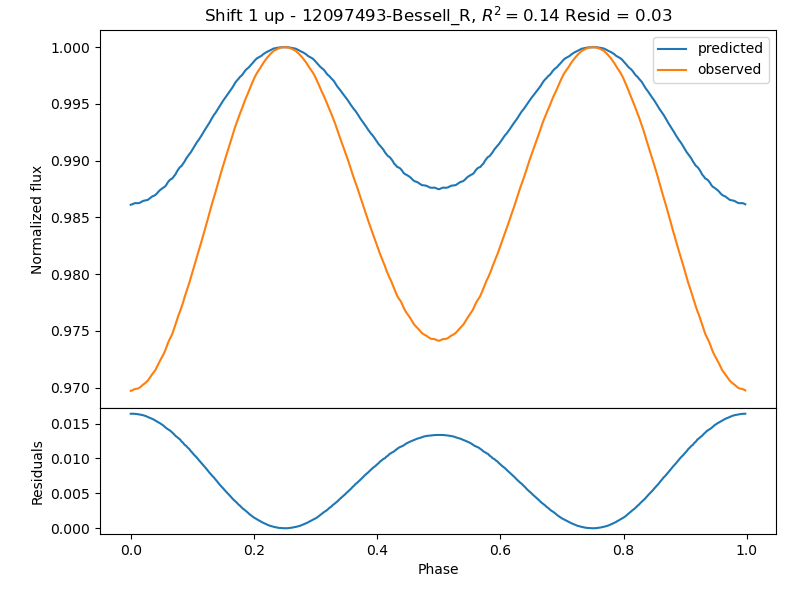 Shift 1 up - 12097493-Bessell_R, R² = 0.14 Resid = 0.03
predicted
observed
Normalized flux
1.000
0.995
0.990
0.985
0.980
0.975
0.970
Residuals
0.015
0.010
0.005
0.000
0.0 0.2 0.4 0.6 0.8 1.0
Phase